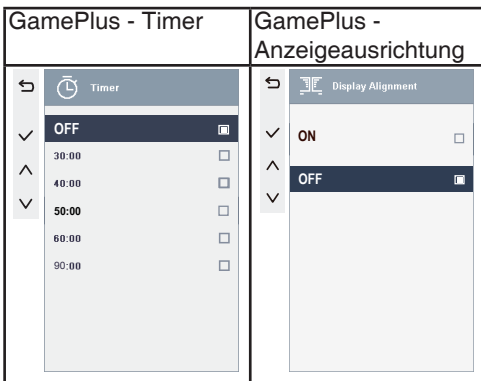 GamePlus - Timer
GamePlus -
Anzeigeausrichtung
Timer
OFF
30:00
40:00
50:00
60:00
90:00
Display Alignment
ON
OFF